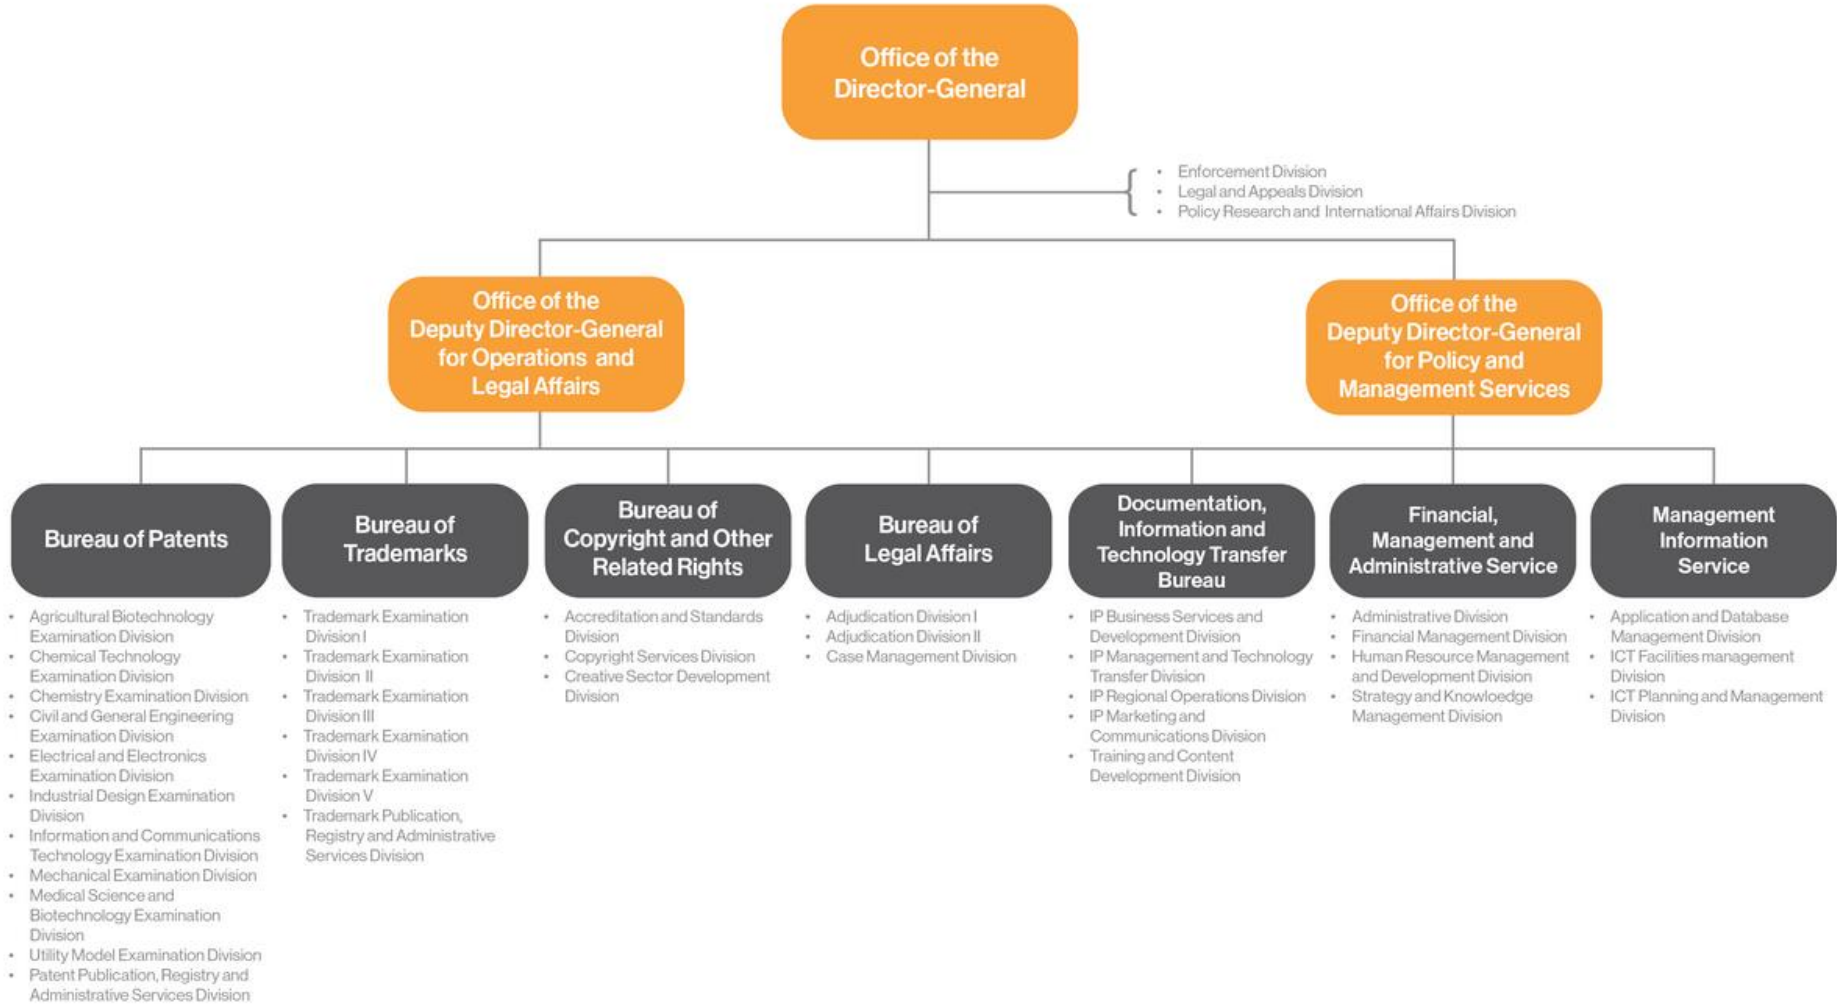 Office of the
Director-General
• Enforcement Division
• Legal and Appeals Division
• Policy Research and International Affairs Division
Office of the
Deputy Director-General
for Operations and
Legal Affairs
Office of the
Deputy Director-General
for Policy and
Management Services
Bureau of Patents
• Agricultural Biotechnology
Examination Division
• Chemical Technology
Examination Division
• Chemistry Examination Division
• Civil and General Engineering
Examination Division
• Electrical and Electronics
Examination Division
• Industrial Design Examination
Division
• Information and Communications
Technology Examination Division
• Mechanical Examination Division
• Medical Science and
Biotechnology Examination
Division
• Utility Model Examination Division
• Patent Publication, Registry and
Administrative Services Division
Bureau of
Trademarks
• Trademark Examination
Division I
• Trademark Examination
Division II
• Trademark Examination
Division III
• Trademark Examination
Division IV
• Trademark Examination
Division V
• Trademark Publication,
Registry and Administrative
Services Division
Bureau of
Copyright and Other
Related Rights
• Accreditation and Standards
Division
• Copyright Services Division
• Creative Sector Development
Division
Bureau of
Legal Affairs
• Adjudication Division I
• Adjudication Division II
• Case Management Division
Documentation,
Information and
Technology Transfer
Bureau
• IP Business Services and
Development Division
• IP Management and Technology
Transfer Division
• IP Regional Operations Division
• IP Marketing and
Communications Division
• Training and Content
Development Division
Financial,
Management and
Administrative Service
• Administrative Division
• Financial Management Division
• Human Resource Management
and Development Division
• Strategy and Knowloedge
Management Division
Management
Information
Service
• Application and Database
Management Division
• ICT Facilities management
Division
• ICT Planning and Management
Division